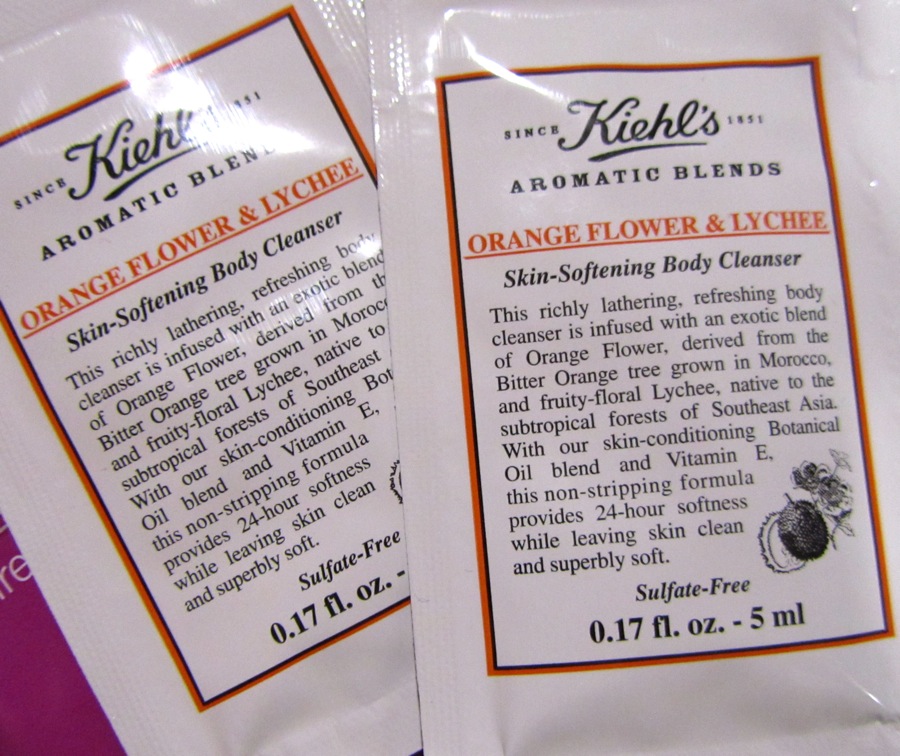 SINCE Kiehl's 1851
AROMATIC BLENDS
ORANGE FLOWER & LYCHEE
Skin-Softening Body Cleanser
This richly lathering, refreshing body
cleanser is infused with an exotic blend
of Orange Flower, derived from th
Bitter Orange tree grown in Moroc
and fruity-floral Lychee, native to
subtropical forests of Southeast
With our skin-conditioning Bot
Oil blend and Vitamin E,
this non-stripping formula
provides 24-hour softness
while leaving skin clean
and superbly soft.
Sulfate-Free
0.17 fl. oz. -
SINCE Kiehl's 1851
AROMATIC BLENDS
ORANGE FLOWER & LYCHEE
Skin-Softening Body Cleanser
This richly lathering, refreshing body
cleanser is infused with an exotic blend
of Orange Flower, derived from the
Bitter Orange tree grown in Morocco,
and fruity-floral Lychee, native to the
subtropical forests of Southeast Asia.
With our skin-conditioning Botanical
Oil blend and Vitamin E,
this non-stripping formula
provides 24-hour softness
while leaving skin clean
and superbly soft.
Sulfate-Free
0.17 fl. oz. - 5 ml